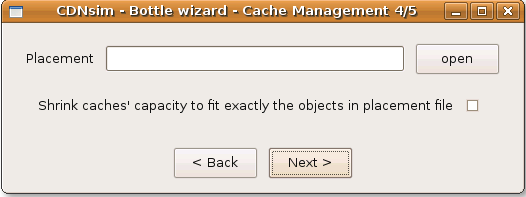 CDNsim - Bottle wizard - Cache Management 4/5
Placement
open
Shrink caches' capacity to fit exactly the objects in placement file
< Back
Next >